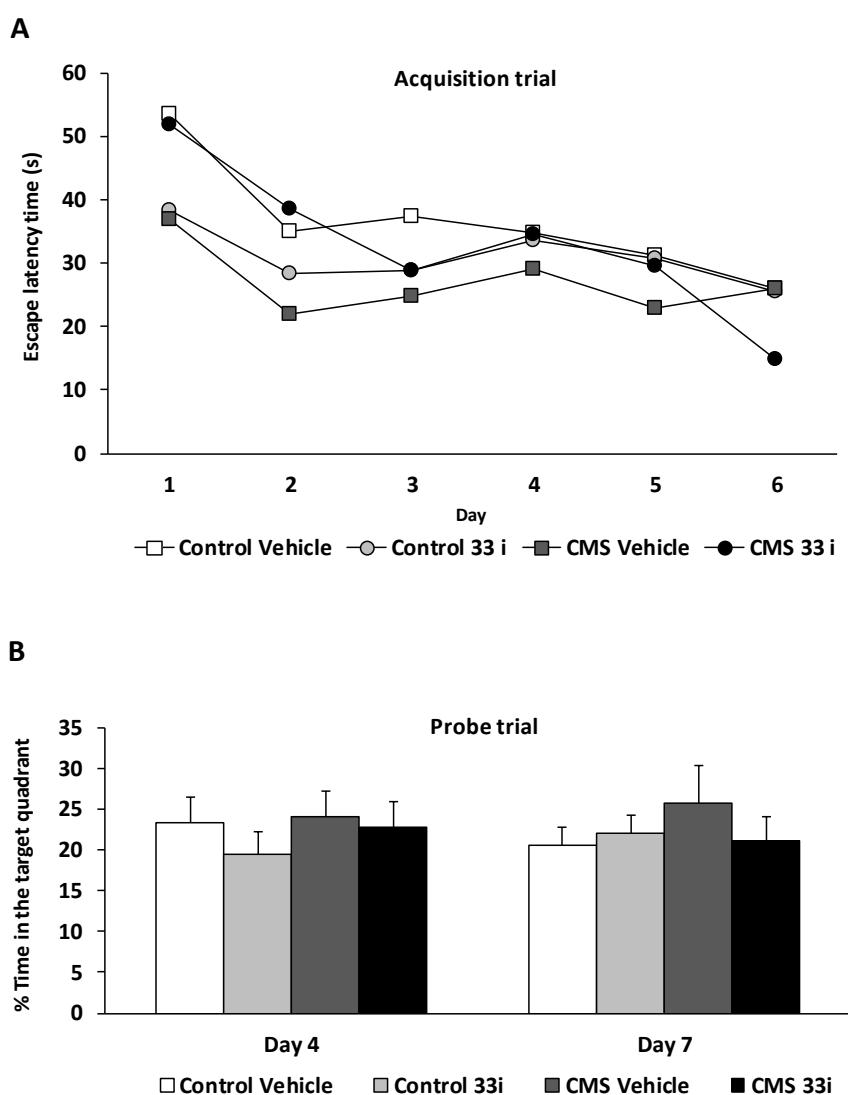 A
Acquisition trial
Escape latency time (s)
60
50
40
30
20
10
0
1 2 3 4 5 6
Day
Control Vehicle Control 33 i CMS Vehicle CMS 33 i
B
Probe trial
% Time in the target quadrant
35
30
25
20
15
10
5
0
Day 4 Day 7
Control Vehicle Control 33i CMS Vehicle CMS 33i